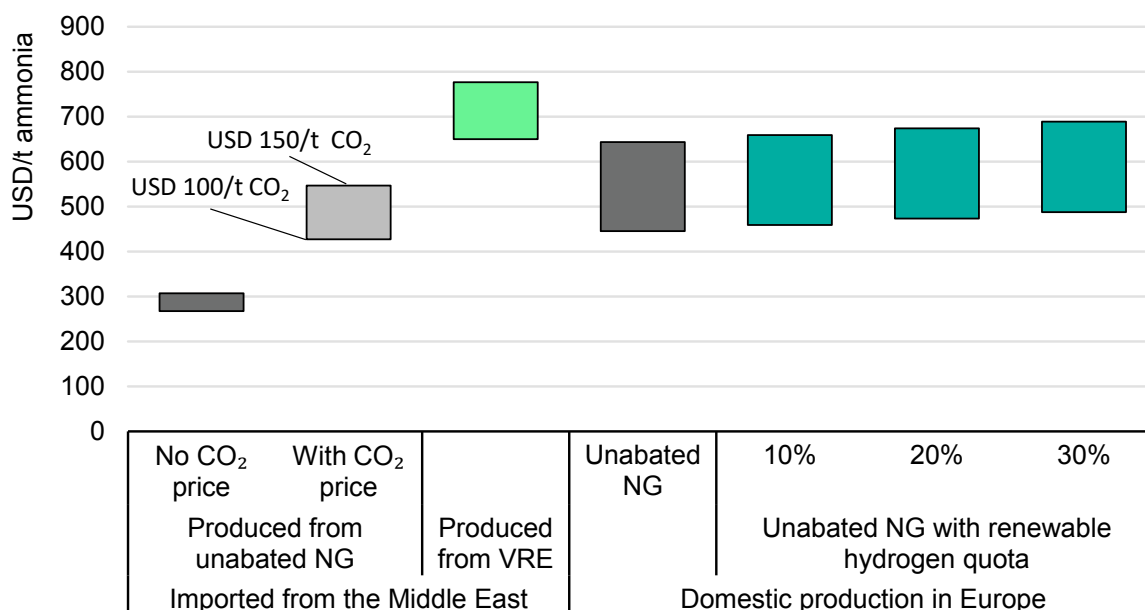 USD/t ammonia
900
800
700
600
500
400
300
200
100
0
USD 150/t CO₂
USD 100/t CO₂
No CO₂
price
With CO₂
price
Unabated
NG
10%
20%
30%
Produced from
unabated NG
Produced
from VRE
Unabated NG with renewable
hydrogen quota
Imported from the Middle East
Domestic production in Europe